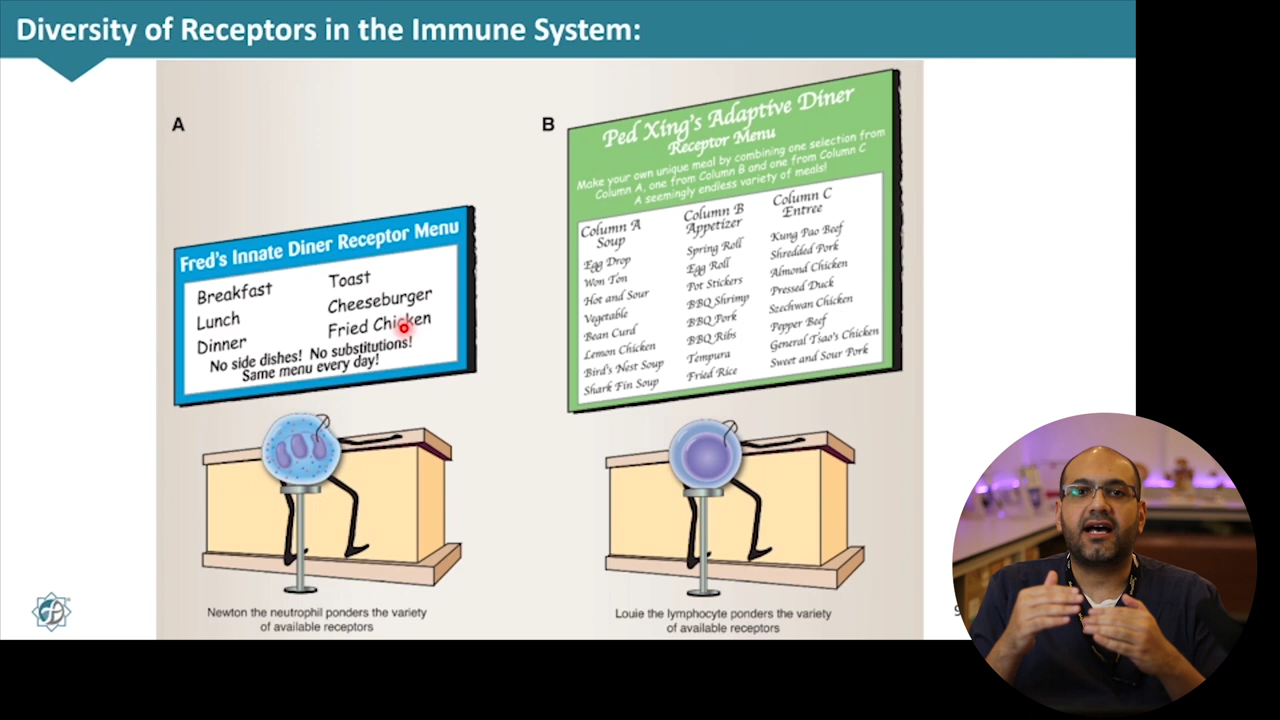 Diversity of Receptors in the Immune System:
A
Fred's Innate Diner Receptor Menu
Breakfast
Toast
Lunch
Cheeseburger
Dinner
Fried Chicken
No side dishes! No substitutions!
Same menu every day!
Newton the neutrophil ponders the variety
of available receptors
B
Ped Xing's Adaptive Diner
Receptor Menu
Make your own unique meal by combining one selection from
Column A, one from Column B and one from Column C
A seemingly endless variety of meals!
Column A
Soup
Egg Drop
Won Ton
Hot and Sour
Vegetable
Bean Curd
Lemon Chicken
Bird's Nest Soup
Shark Fin Soup
Column B
Appetizer
Spring Roll
Egg Roll
Pot Stickers
BBQ Shrimp
BBQ Pork
BBQ Ribs
Tempura
Fried Rice
Column C
Entree
Kung Pao Beef
Shredded Pork
Almond Chicken
Pressed Duck
Szechwan Chicken
Pepper Beef
General Tsao's Chicken
Sweet and Sour Pork
Louie the lymphocyte ponders the variety
of available receptors